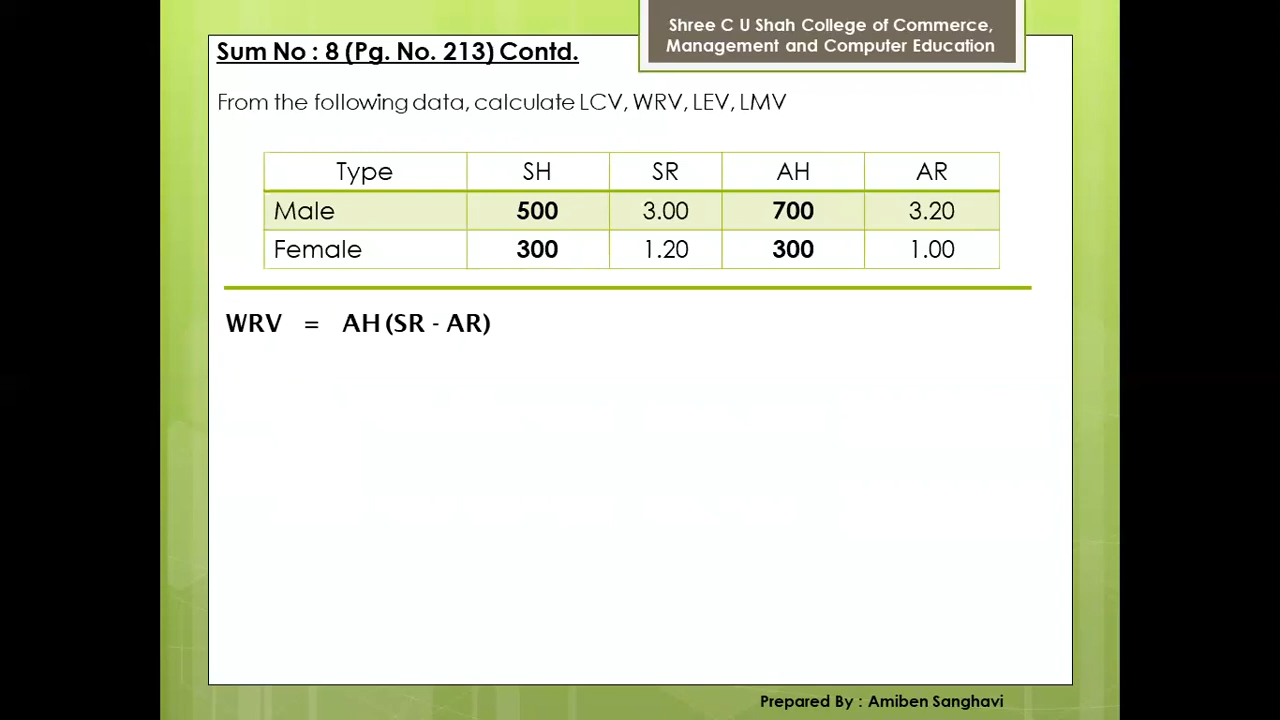 Shree C U Shah College of Commerce,
Management and Computer Education
Sum No : 8 (Pg. No. 213) Contd.
From the following data, calculate LCV, WRV, LEV, LMV
Type SH SR AH AR
Male 500 3.00 700 3.20
Female 300 1.20 300 1.00
WRV = AH (SR - AR)
Prepared By : Amiben Sanghavi